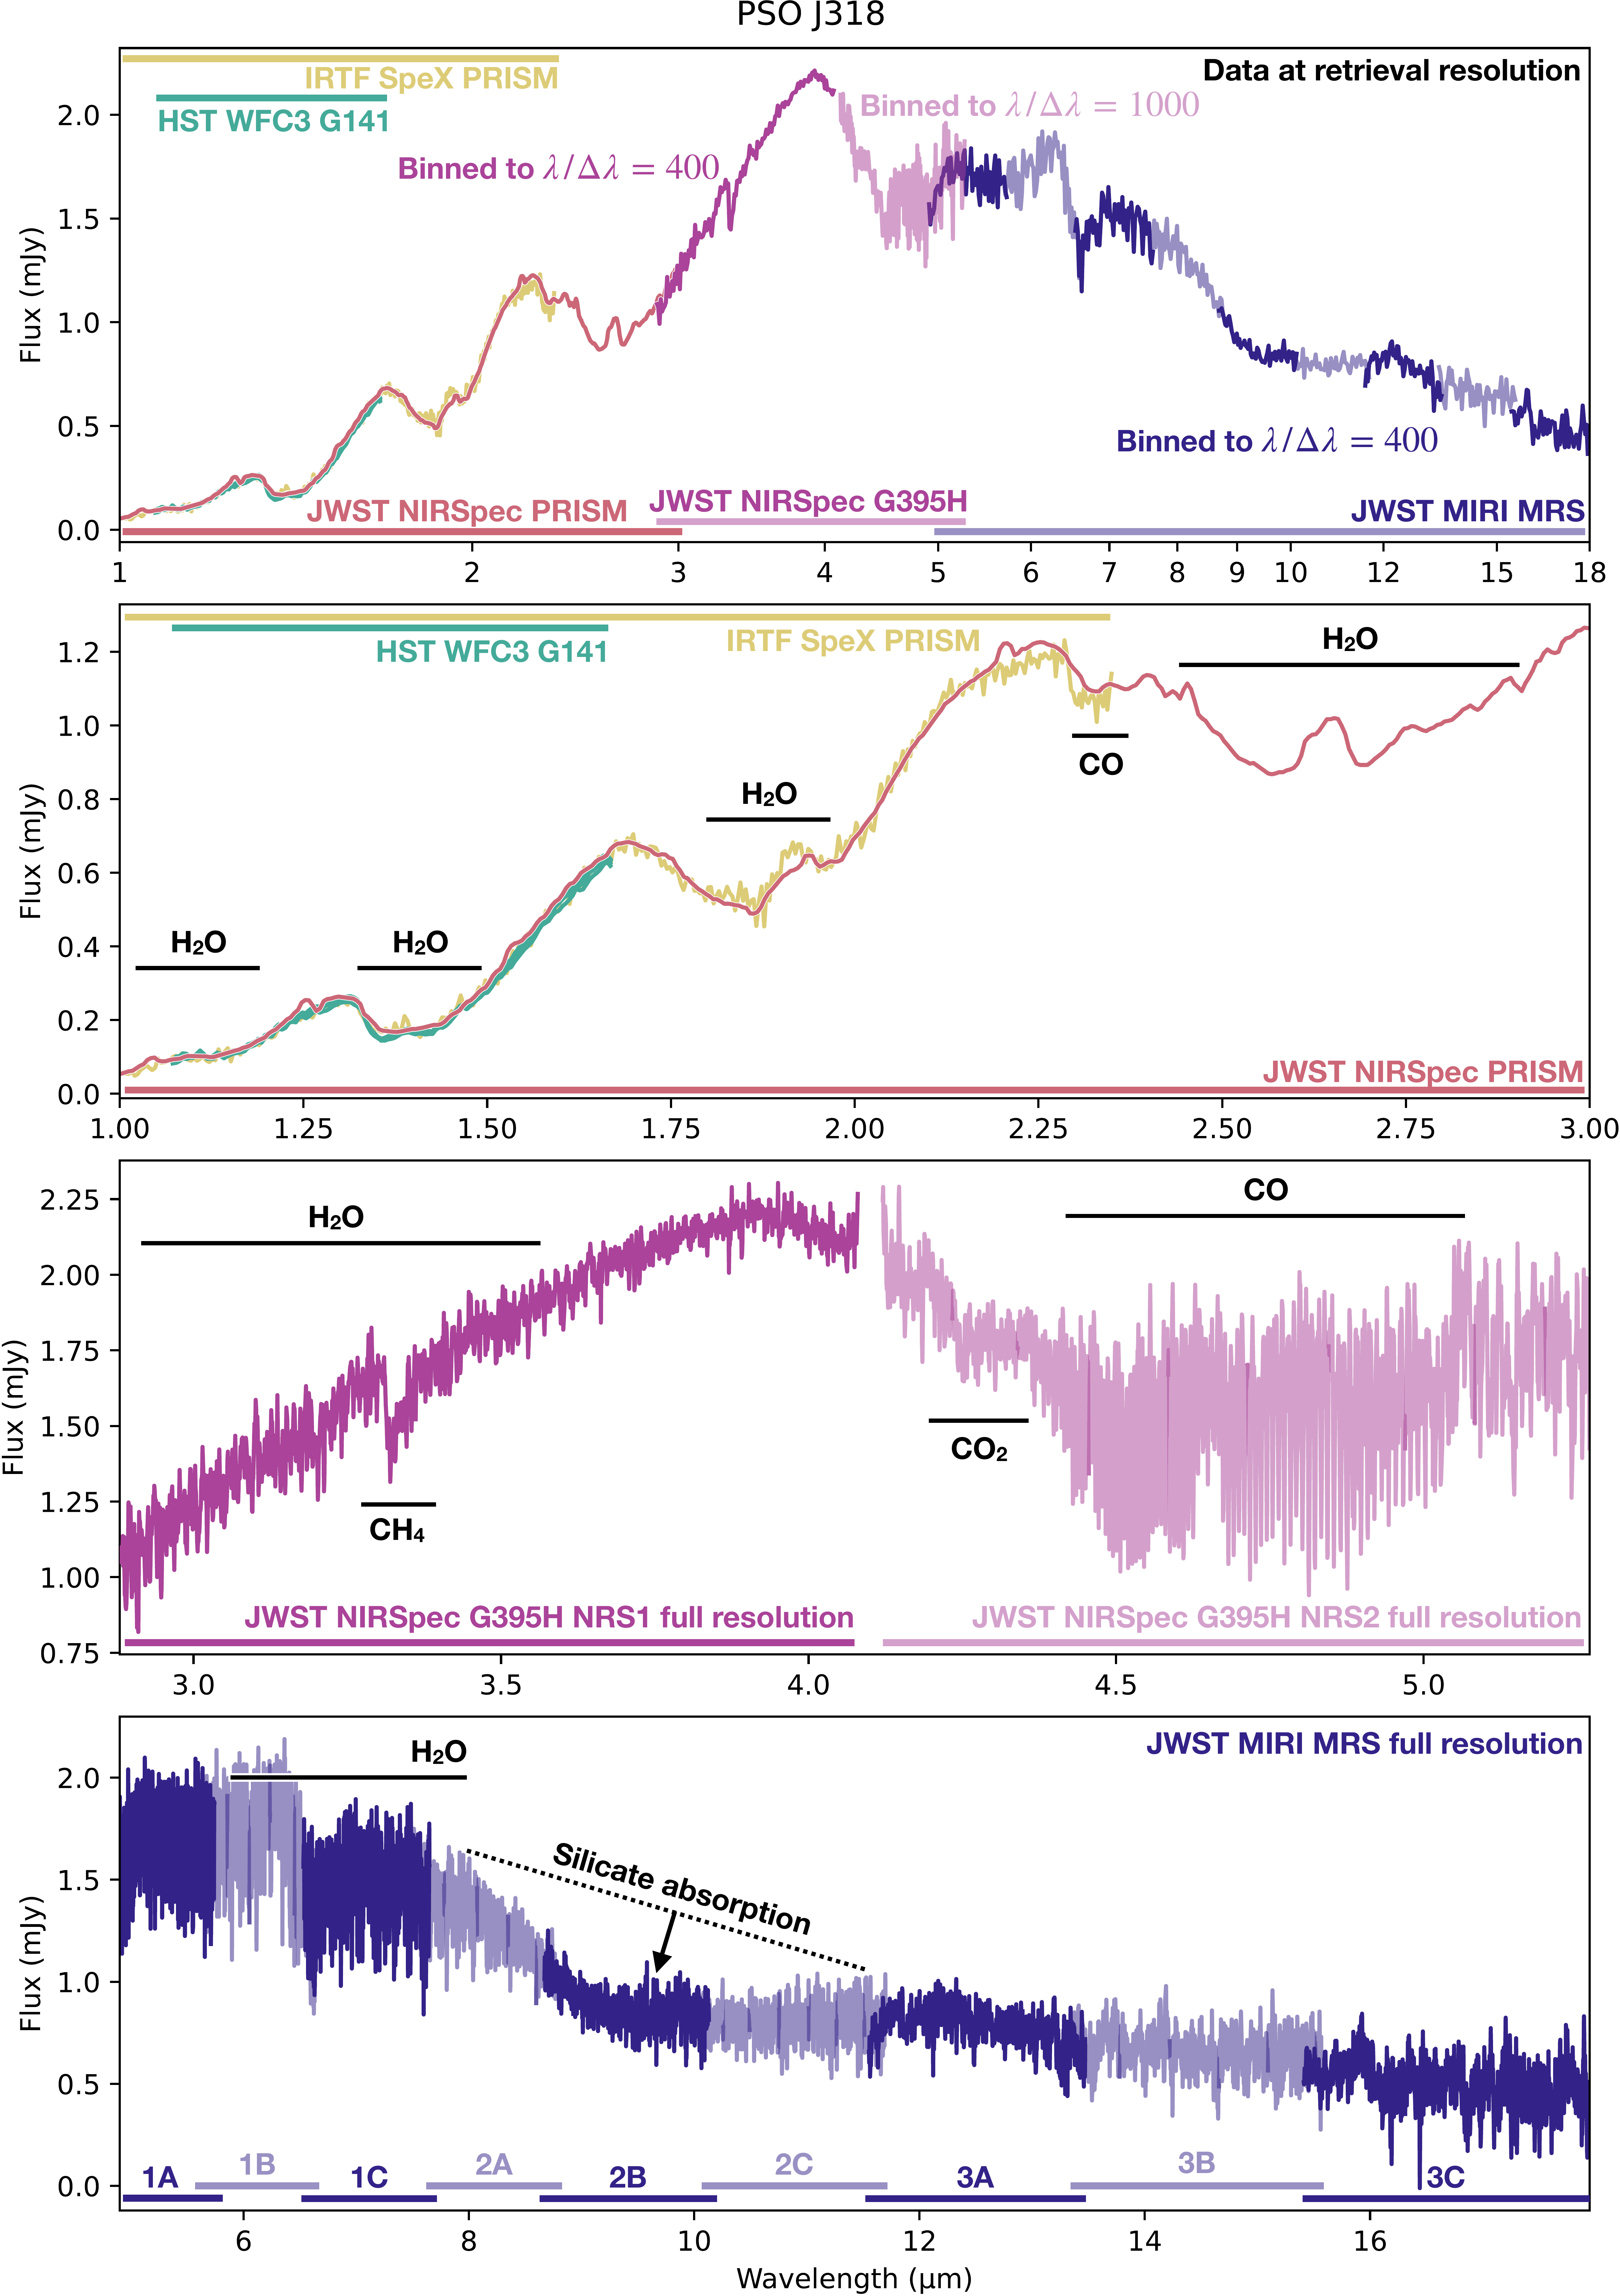 PSO J318
Data at retrieval resolution
IRTF SpeX PRISM
HST WFC3 G141
Binned to λ/Δλ = 1000
Binned to λ/Δλ = 400
Binned to λ/Δλ = 400
JWST NIRSpec PRISM
JWST NIRSpec G395H
JWST MIRI MRS
Flux (mJy)
2.0
1.5
1.0
0.5
0.0
1 2 3 4 5 6 7 8 9 10 12 15 18
HST WFC3 G141
IRTF SpeX PRISM
H₂O
CO
H₂O
H₂O
H₂O
JWST NIRSpec PRISM
Flux (mJy)
1.2
1.0
0.8
0.6
0.4
0.2
0.0
1.00 1.25 1.50 1.75 2.00 2.25 2.50 2.75 3.00
H₂O
CO
CO₂
CH₄
JWST NIRSpec G395H NRS1 full resolution
JWST NIRSpec G395H NRS2 full resolution
Flux (mJy)
2.25
2.00
1.75
1.50
1.25
1.00
0.75
3.0 3.5 4.0 4.5 5.0
JWST MIRI MRS full resolution
H₂O
Silicate absorption
Flux (mJy)
2.0
1.5
1.0
0.5
0.0
1A 1B 1C 2A 2B 2C 3A 3B 3C
6 8 10 12 14 16
Wavelength (μm)